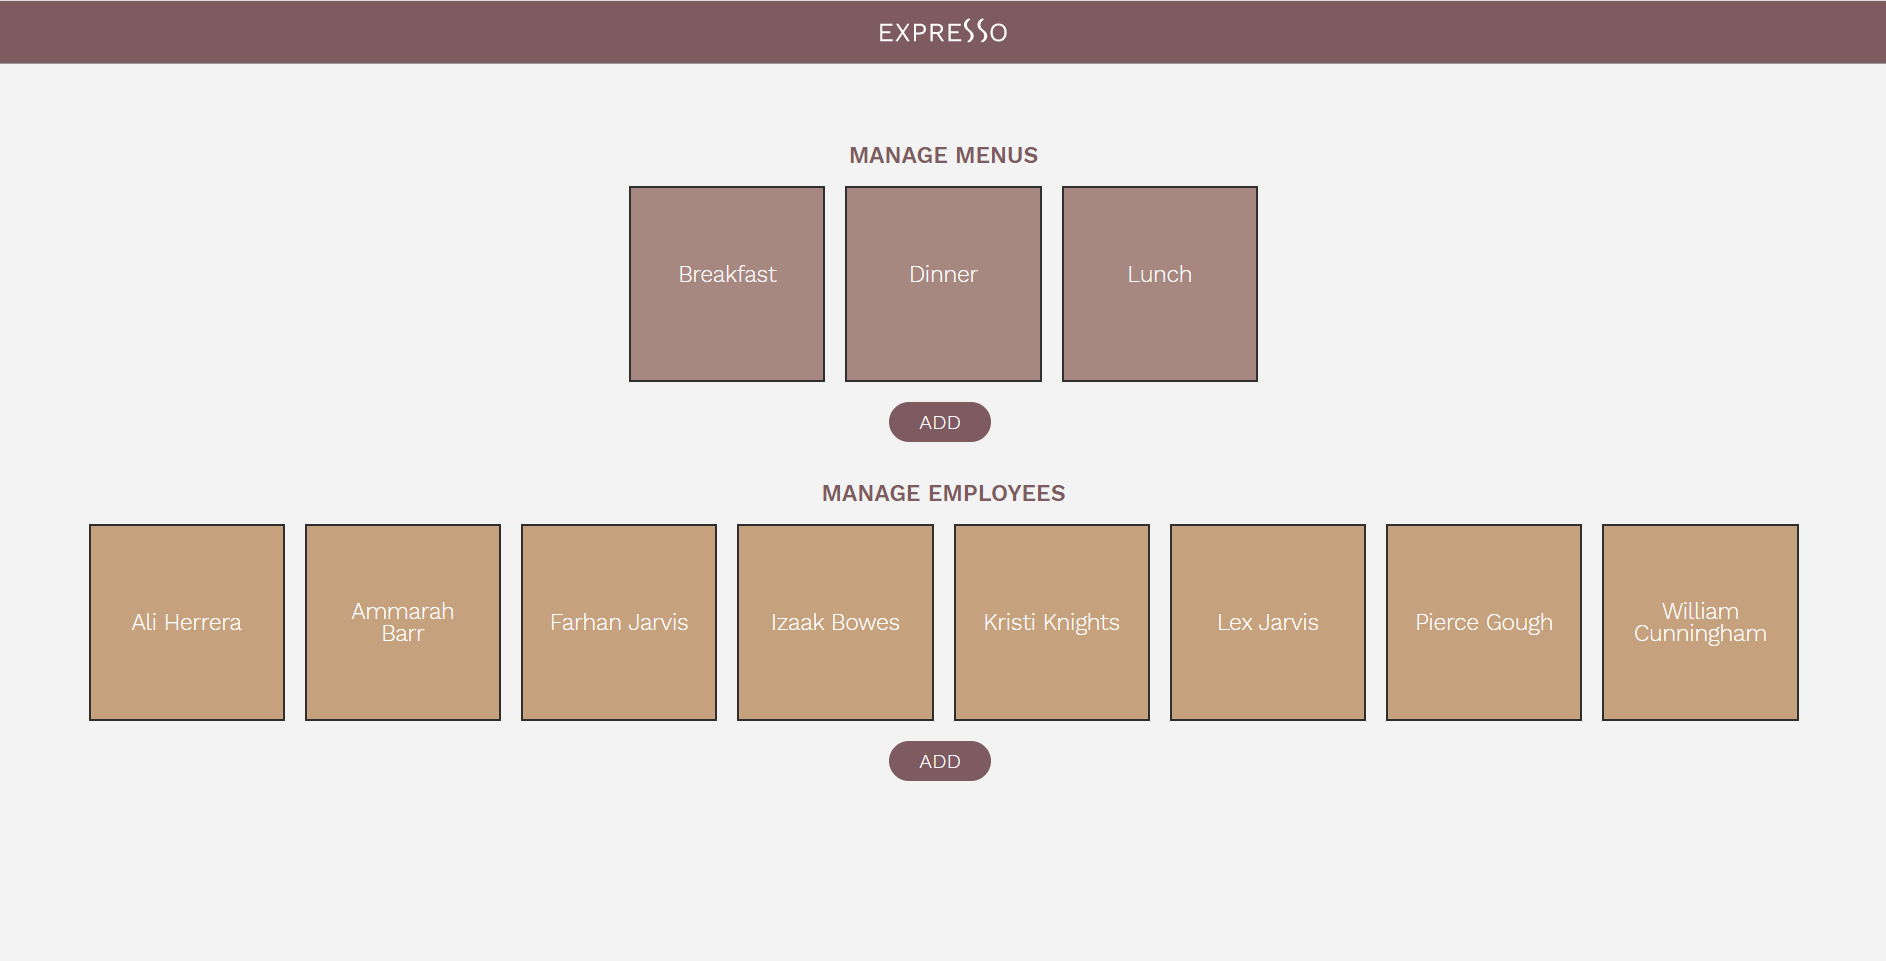 EXPRESSO
MANAGE MENUS
Breakfast
Dinner
Lunch
ADD
MANAGE EMPLOYEES
Ali Herrera
Ammarah
Barr
Farhan Jarvis
Izaak Bowes
Kristi Knights
Lex Jarvis
Pierce Gough
William
Cunningham
ADD